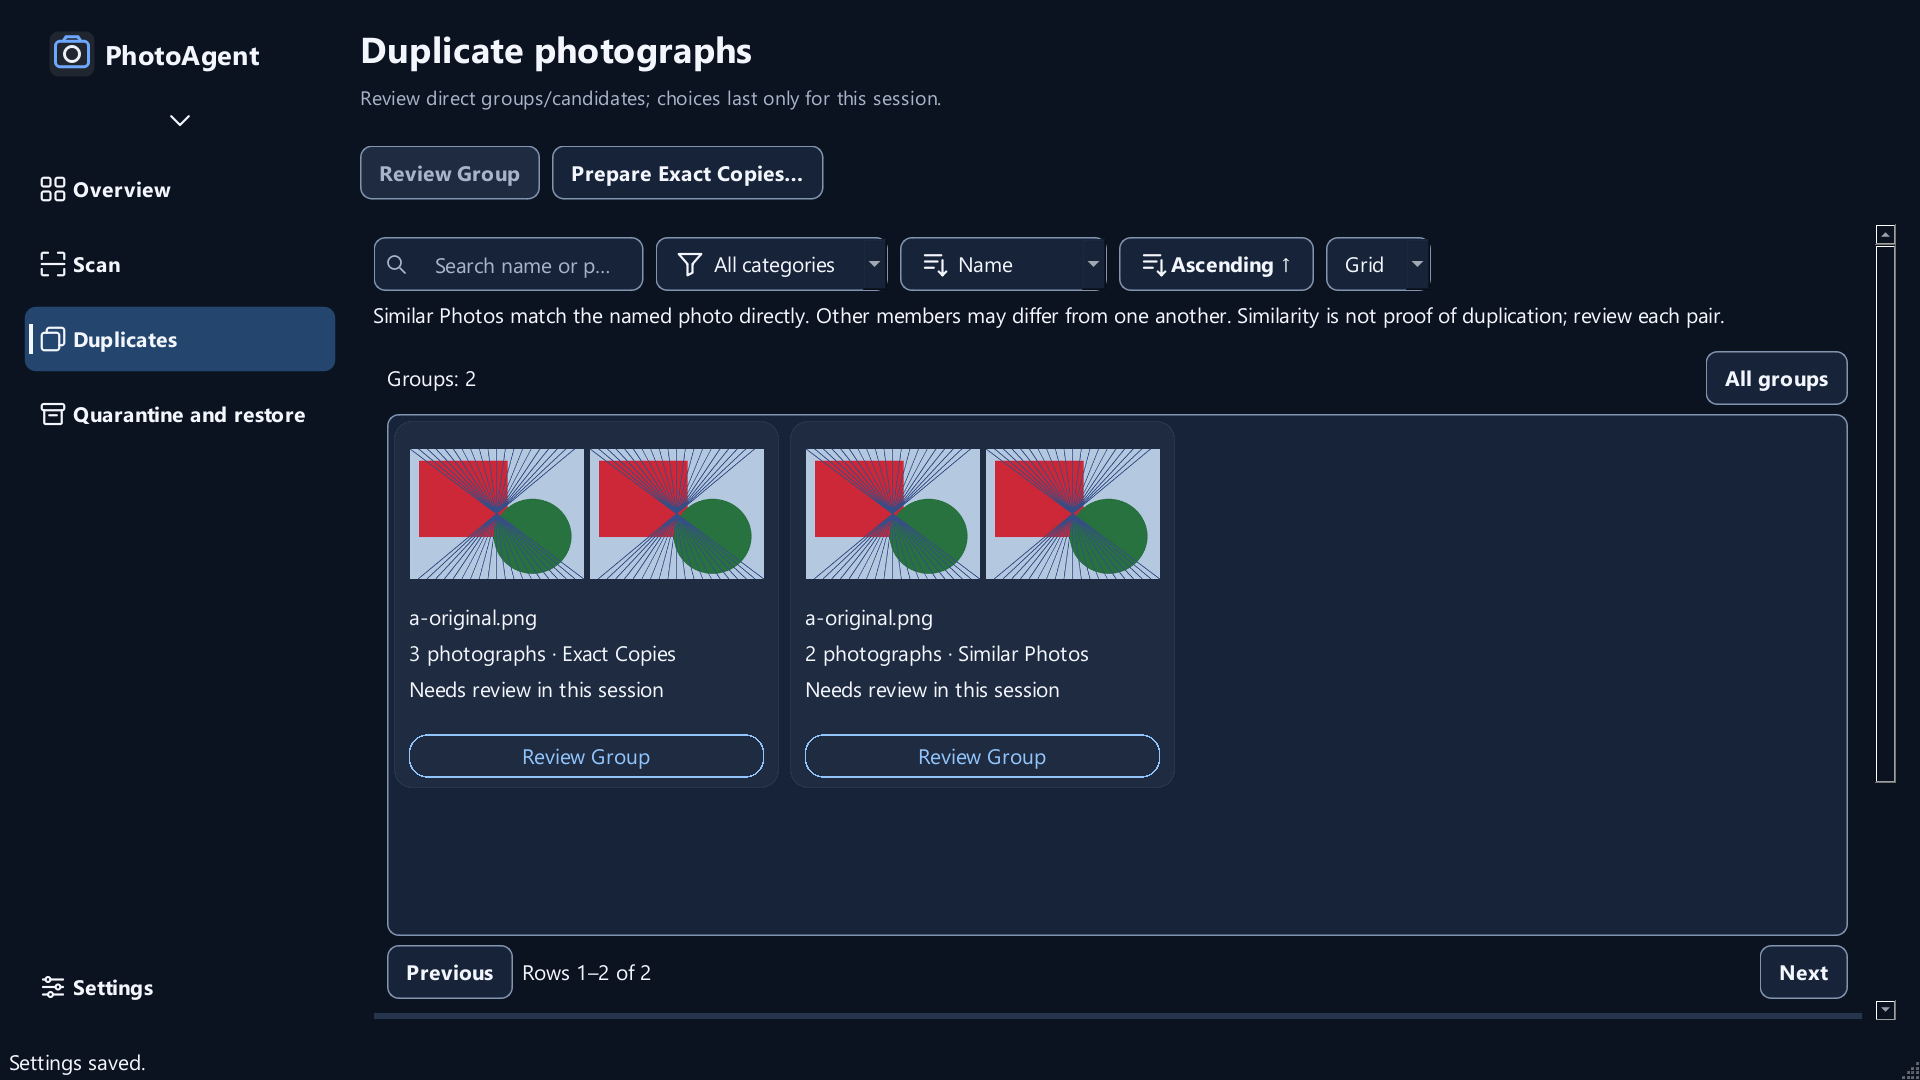 PhotoAgent
Overview
Scan
Duplicates
Quarantine and restore
Settings
Settings saved.
Duplicate photographs
Review direct groups/candidates; choices last only for this session.
Review Group
Prepare Exact Copies...
Search name or p...
All categories
Name
Ascending ↑
Grid
Similar Photos match the named photo directly. Other members may differ from one another. Similarity is not proof of duplication; review each pair.
Groups: 2
All groups
a-original.png
3 photographs · Exact Copies
Needs review in this session
Review Group
a-original.png
2 photographs · Similar Photos
Needs review in this session
Review Group
Previous
Rows 1–2 of 2
Next